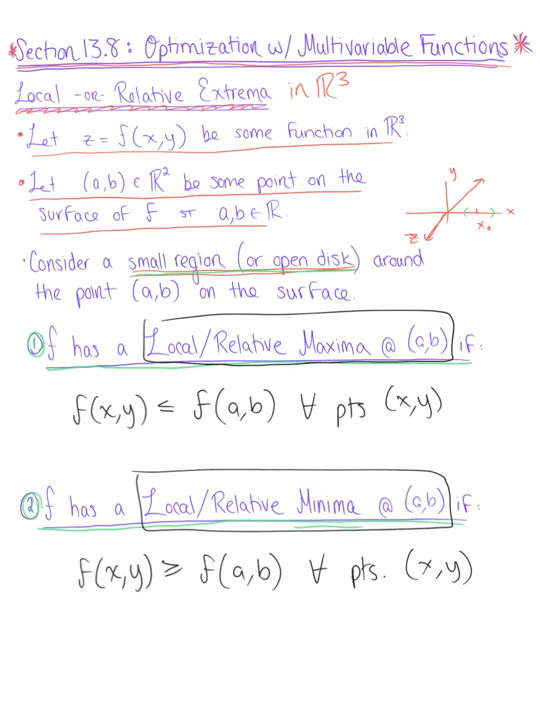 *Section 13.8: Optimization w/ Multivariable Functions*
Local -or- Relative Extrema in ℝ³
• Let z = f(x,y) be some function in ℝ³.
• Let (a,b) ∈ ℝ² be some point on the
surface of f st a,b ∈ ℝ.
y
x
x₀
z
• Consider a small region (or open disk) around
the point (a,b) on the surface.
① f has a Local/Relative Maxima @ (a,b) if:
f(x,y) ≤ f(a,b) ∀ pts (x,y)
② f has a Local/Relative Minima @ (a,b) if:
f(x,y) ≥ f(a,b) ∀ pts. (x,y)